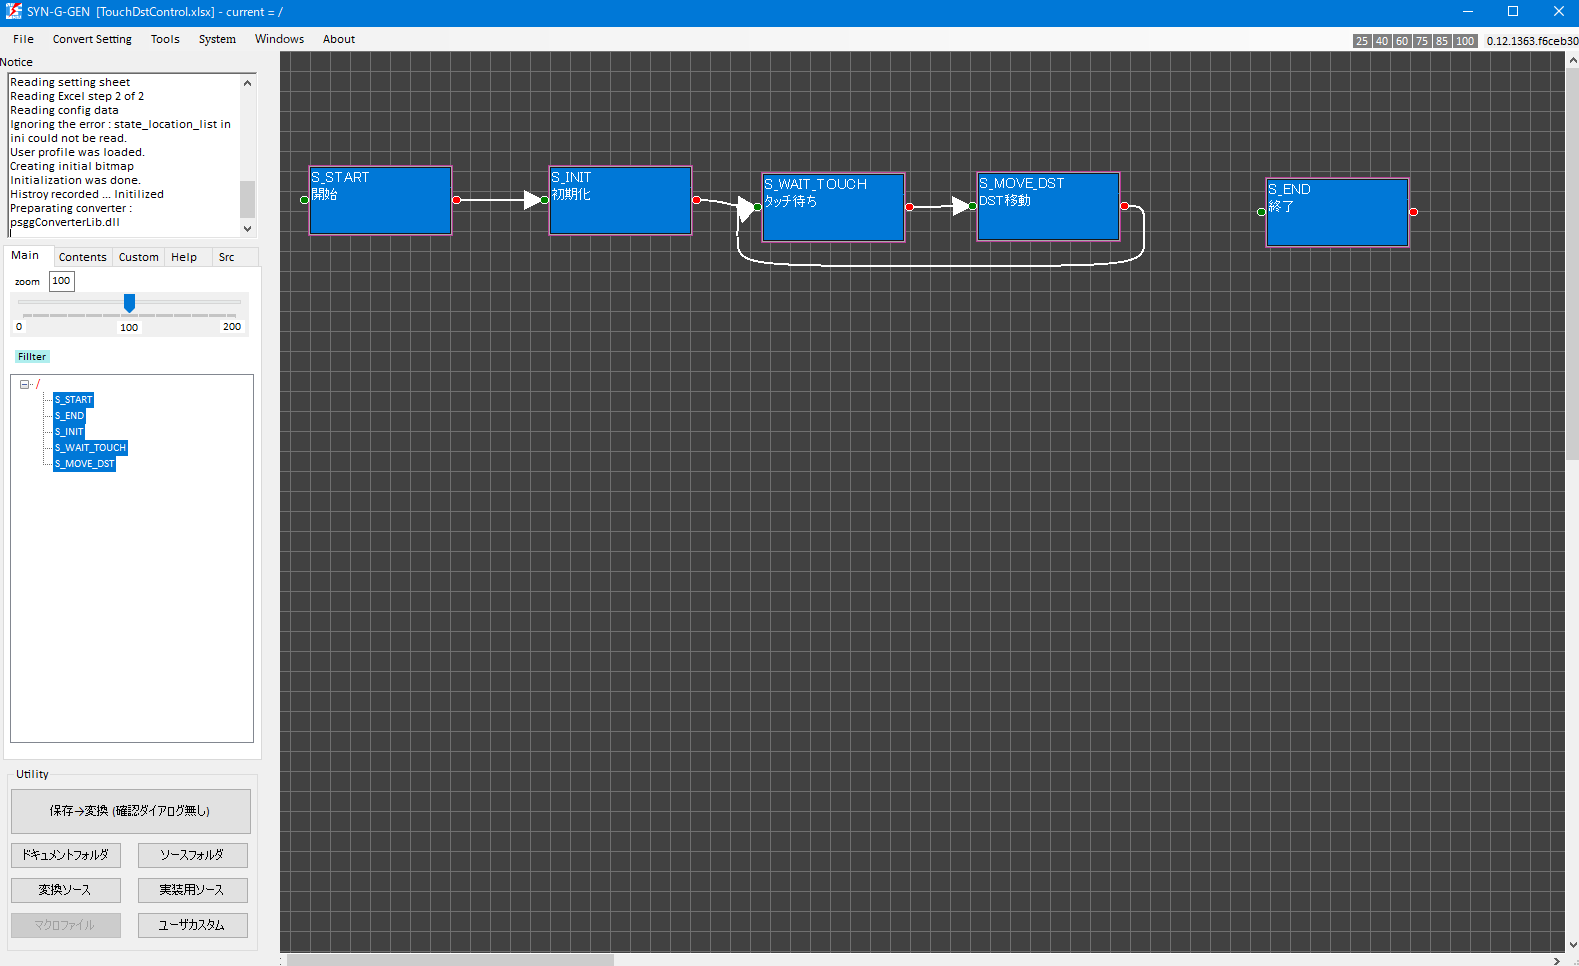 SYN-G-GEN [TouchDstControl.xlsx] - current = /
File Convert Setting Tools System Windows About
25 40 60 75 85 100 0.12.1363.f6ceb30
Notice
Reading setting sheet
Reading Excel step 2 of 2
Reading config data
Ignoring the error : state_location_list in
ini could not be read.
User profile was loaded.
Creating initial bitmap
Initialization was done.
Histroy recorded ... Initilized
Preparating converter :
psggConverterLib.dll
Main Contents Custom Help Src
zoom 100
0 100 200
Fillter
/
S_START
S_END
S_INIT
S_WAIT_TOUCH
S_MOVE_DST
Utility
保存→変換 (確認ダイアログ無し)
ドキュメントフォルダ ソースフォルダ
変換ソース 実装用ソース
マクロファイル ユーザカスタム
S_START
開始
S_INIT
初期化
S_WAIT_TOUCH
タッチ待ち
S_MOVE_DST
DST移動
S_END
終了